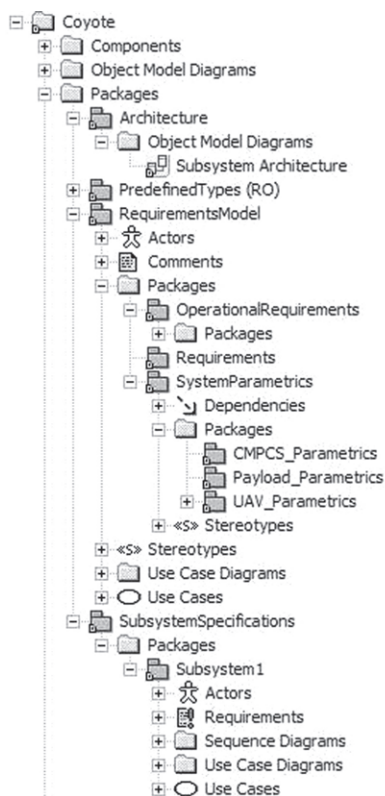 Coyote
Components
Object Model Diagrams
Packages
Architecture
Object Model Diagrams
Subsystem Architecture
PredefinedTypes (RO)
RequirementsModel
Actors
Comments
Packages
OperationalRequirements
Packages
Requirements
SystemParametrics
Dependencies
Packages
CMPCS_Parametrics
Payload_Parametrics
UAV_Parametrics
«S» Stereotypes
«S» Stereotypes
Use Case Diagrams
Use Cases
SubsystemSpecifications
Packages
Subsystem1
Actors
Requirements
Sequence Diagrams
Use Case Diagrams
Use Cases